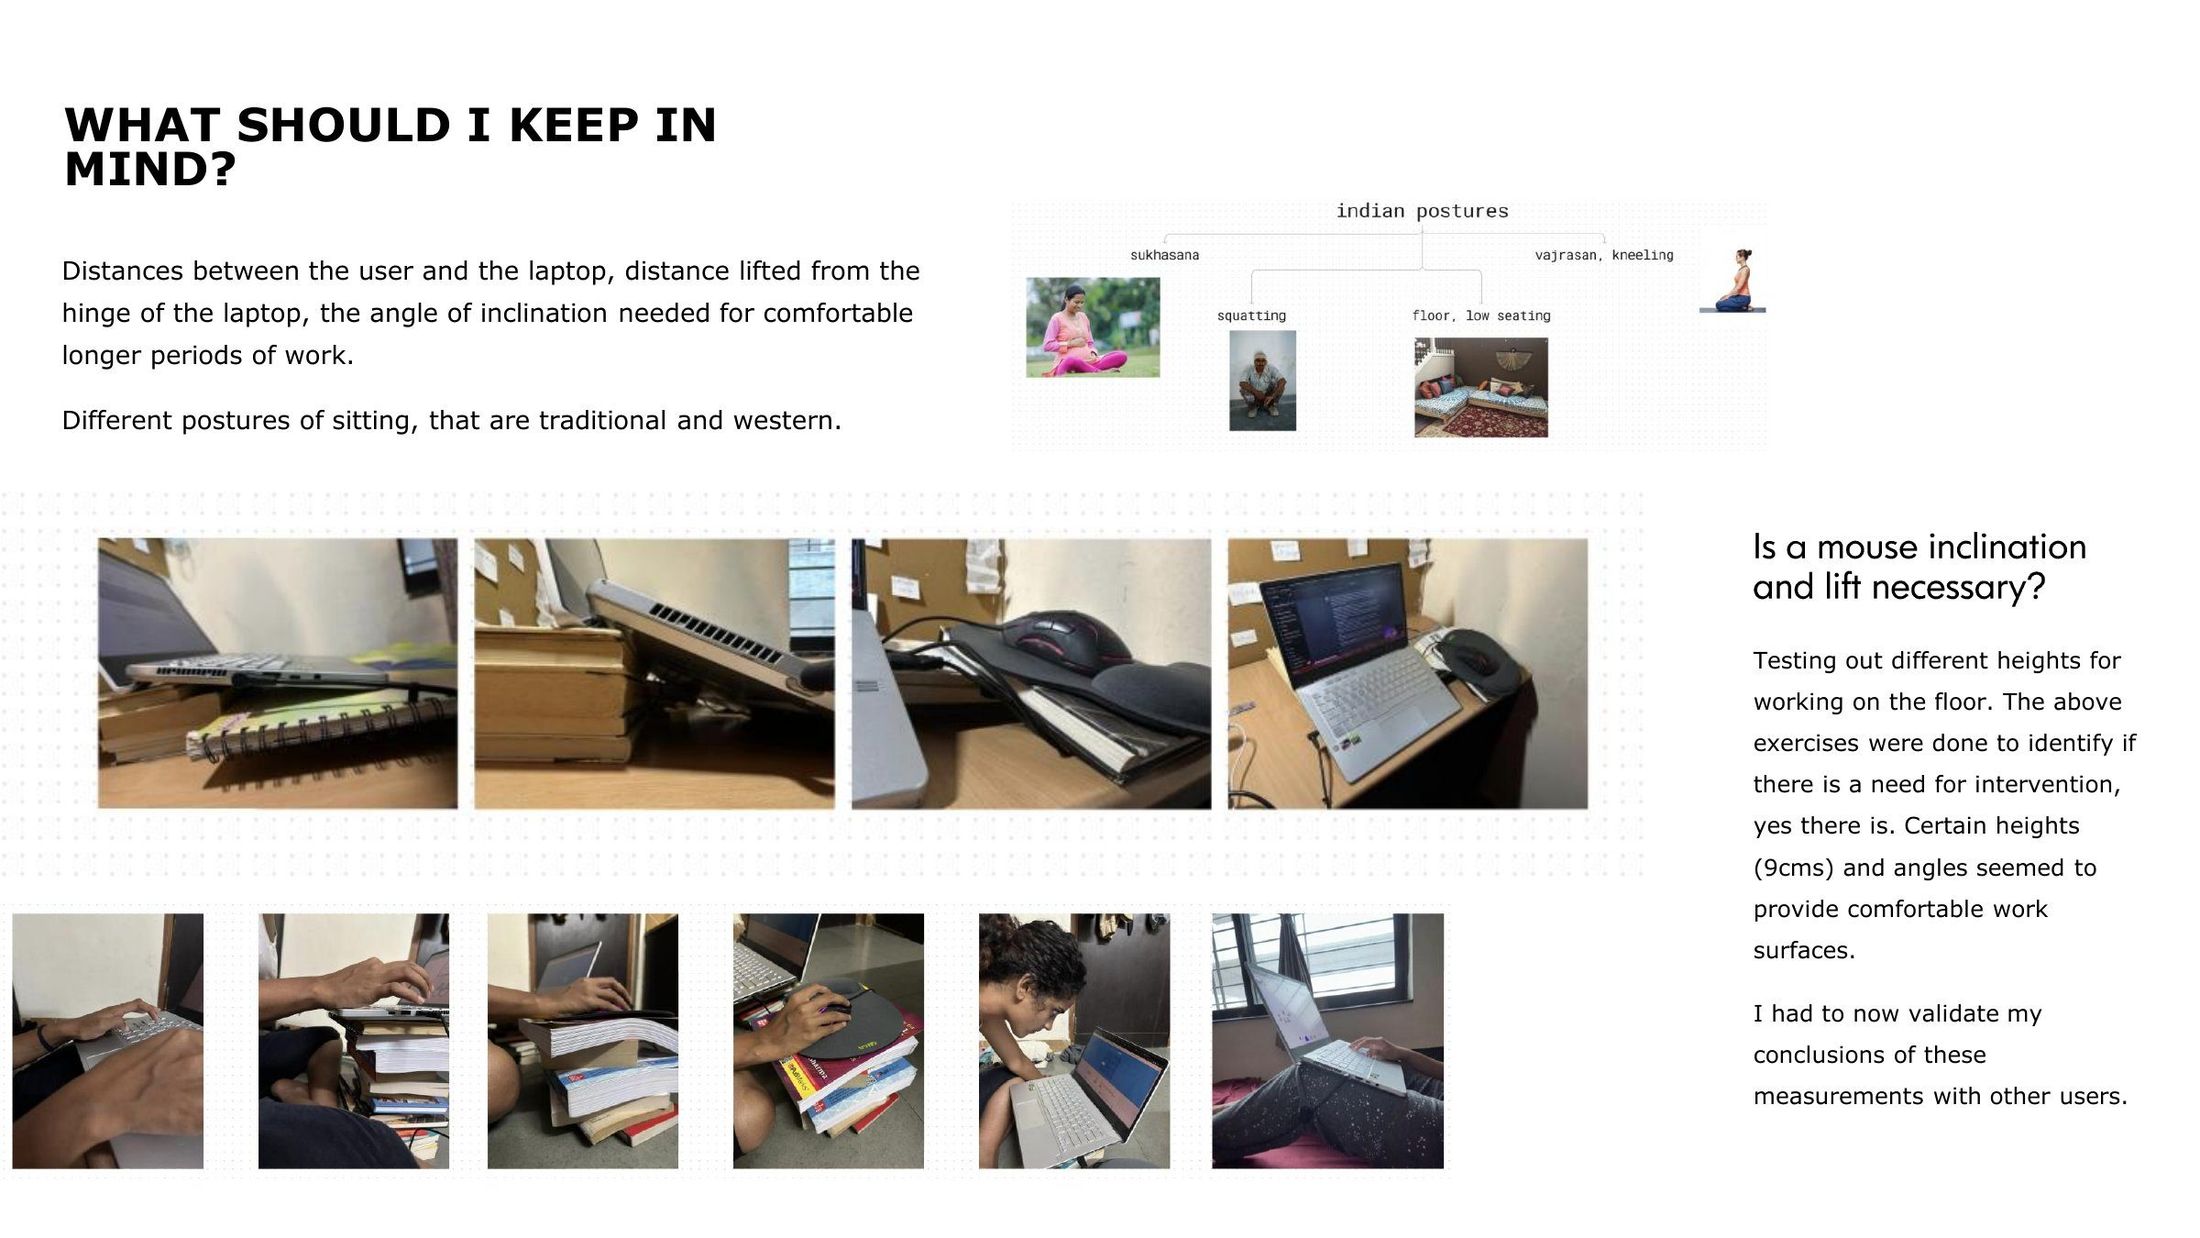 WHAT SHOULD I KEEP IN
MIND?
Distances between the user and the laptop, distance lifted from the
hinge of the laptop, the angle of inclination needed for comfortable
longer periods of work.
Different postures of sitting, that are traditional and western.
indian postures
sukhasana
vajrasan, kneeling
squatting
floor, low seating
Is a mouse inclination
and lift necessary?
Testing out different heights for
working on the floor. The above
exercises were done to identify if
there is a need for intervention,
yes there is. Certain heights
(9cms) and angles seemed to
provide comfortable work
surfaces.
I had to now validate my
conclusions of these
measurements with other users.